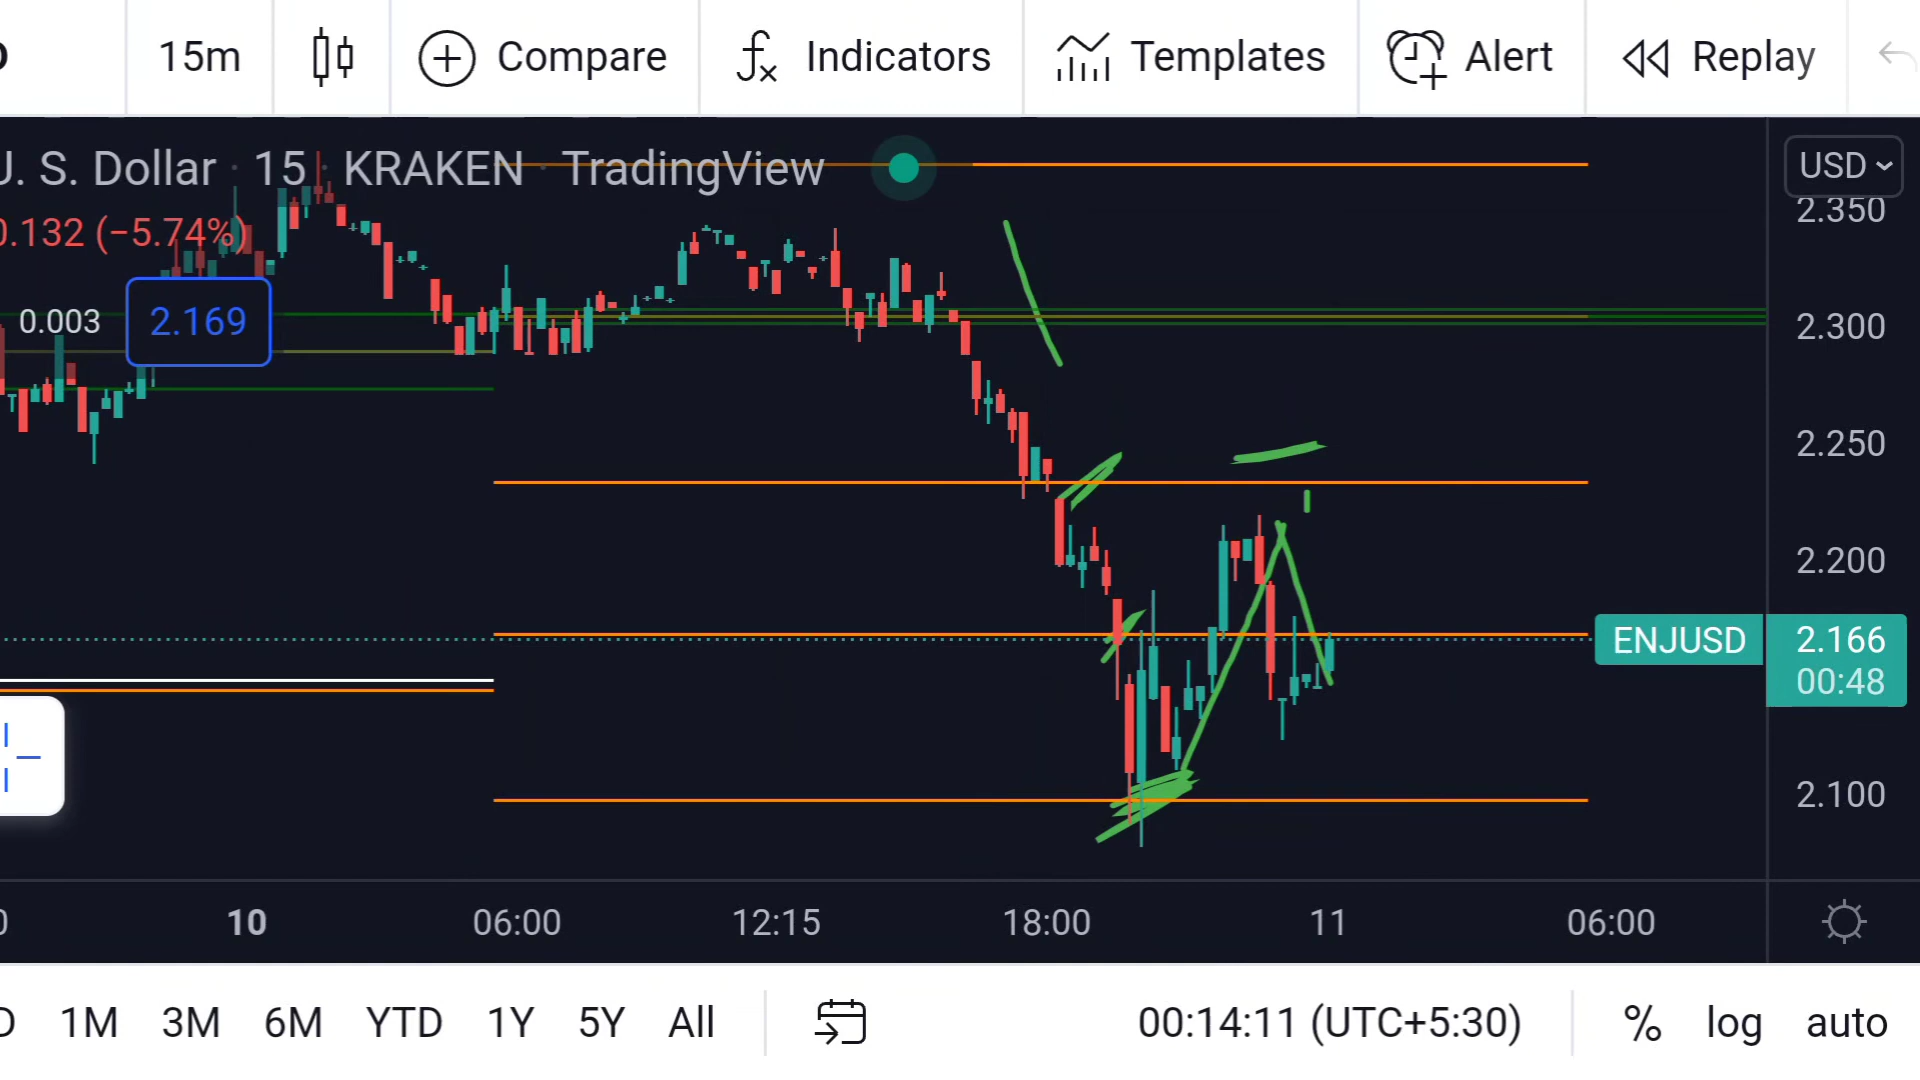 15m Compare Indicators Templates Alert Replay
U. S. Dollar · 15 · KRAKEN · TradingView
USD
0.132 (−5.74%)
0.003 2.169
2.350
2.300
2.250
2.200
ENJUSD 2.166
00:48
2.100
10 06:00 12:15 18:00 11 06:00
1M 3M 6M YTD 1Y 5Y All 00:14:11 (UTC+5:30) % log auto